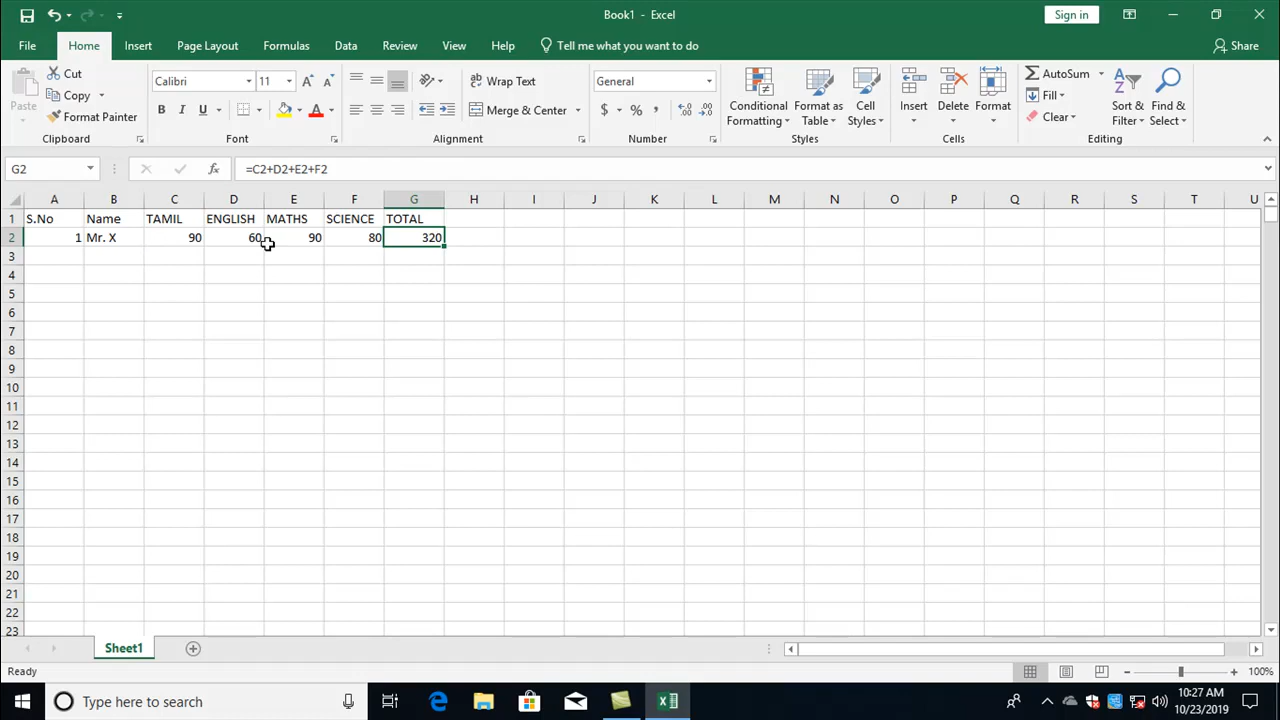 Book1 - Excel
Sign in
File Home Insert Page Layout Formulas Data Review View Help Tell me what you want to do Share
Paste
Cut
Copy
Format Painter
Clipboard
Calibri 11 A A
B I U A
Font
Wrap Text
Merge & Center
Alignment
General
$ % ,
Number
Conditional Formatting
Format as Table
Cell Styles
Styles
Insert
Delete
Format
Cells
AutoSum
Fill
Clear
Sort & Filter
Find & Select
Editing
G2 fx =C2+D2+E2+F2
A B C D E F G H I J K L M N O P Q R S T U
1 S.No Name TAMIL ENGLISH MATHS SCIENCE TOTAL
2 1 Mr. X 90 60 90 80 320
3
4
5
6
7
8
9
10
11
12
13
14
15
16
17
18
19
20
21
22
23
Sheet1
Ready 100%
Type here to search
10:27 AM
10/23/2019